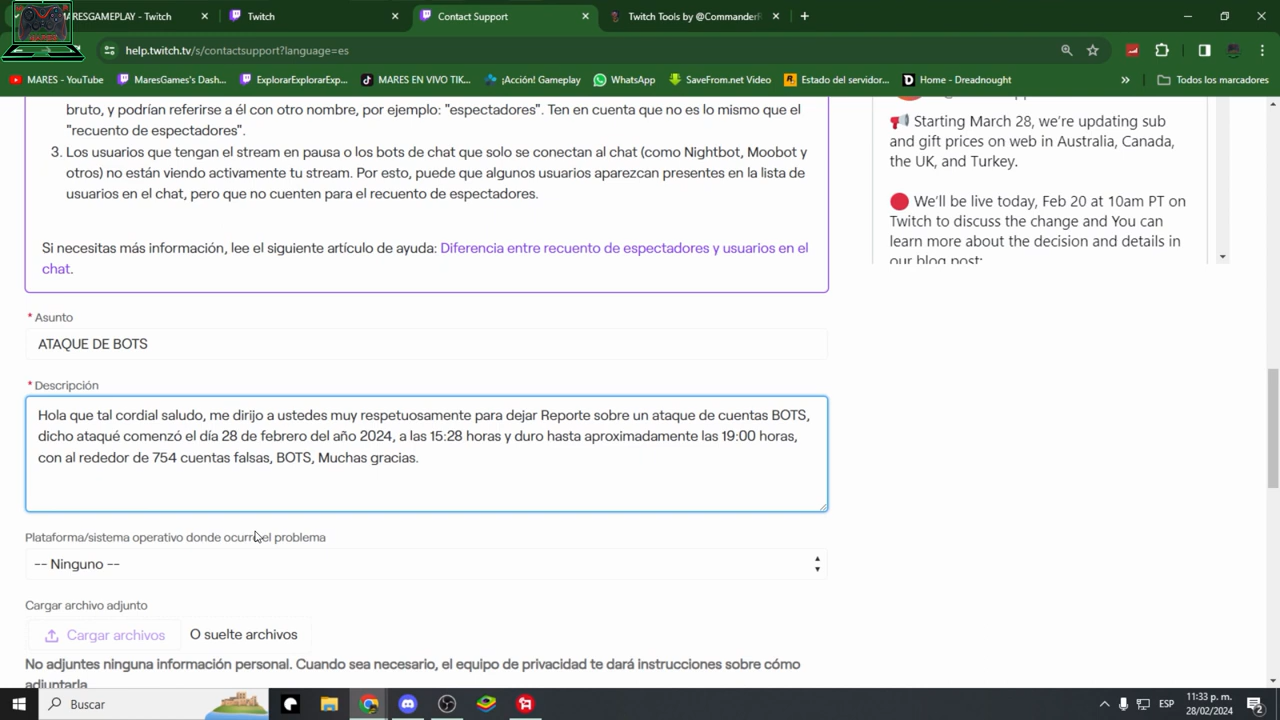 MARESGAMEPLAY - Twitch
Twitch
Contact Support
Twitch Tools by @CommanderR
help.twitch.tv/s/contactsupport?language=es
MARES - YouTube
MaresGames's Dash...
ExplorarExplorarExp...
MARES EN VIVO TIK...
¡Acción! Gameplay
WhatsApp
SaveFrom.net Video
Estado del servidor...
Home - Dreadnought
»
Todos los marcadores
bruto, y podrían referirse a él con otro nombre, por ejemplo: "espectadores". Ten en cuenta que no es lo mismo que el
"recuento de espectadores".
3. Los usuarios que tengan el stream en pausa o los bots de chat que solo se conectan al chat (como Nightbot, Moobot y
otros) no están viendo activamente tu stream. Por esto, puede que algunos usuarios aparezcan presentes en la lista de
usuarios en el chat, pero que no cuenten para el recuento de espectadores.
Si necesitas más información, lee el siguiente artículo de ayuda: Diferencia entre recuento de espectadores y usuarios en el
chat.
Starting March 28, we're updating sub
and gift prices on web in Australia, Canada,
the UK, and Turkey.
We'll be live today, Feb 20 at 10am PT on
Twitch to discuss the change and You can
learn more about the decision and details in
our blog post:
* Asunto
ATAQUE DE BOTS
* Descripción
Hola que tal cordial saludo, me dirijo a ustedes muy respetuosamente para dejar Reporte sobre un ataque de cuentas BOTS,
dicho ataqué comenzó el día 28 de febrero del año 2024, a las 15:28 horas y duro hasta aproximadamente las 19:00 horas,
con al rededor de 754 cuentas falsas, BOTS, Muchas gracias.
Plataforma/sistema operativo donde ocurre el problema
-- Ninguno --
Cargar archivo adjunto
Cargar archivos
O suelte archivos
No adjuntes ninguna información personal. Cuando sea necesario, el equipo de privacidad te dará instrucciones sobre cómo
adjuntarla
Buscar
ESP
11:33 p. m.
28/02/2024
2